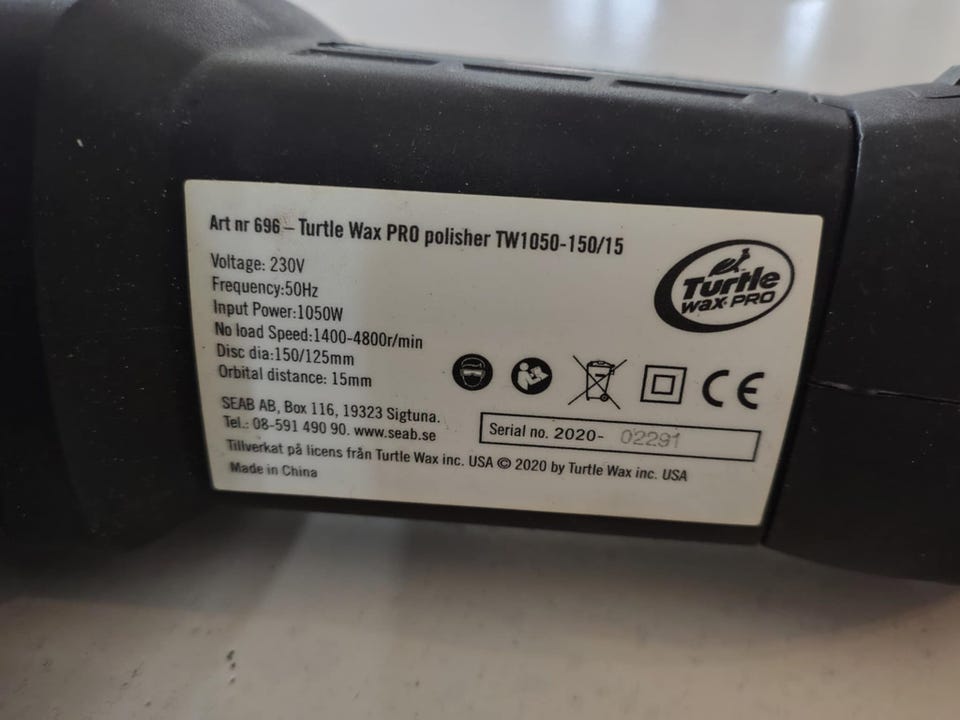 Art nr 696 – Turtle Wax PRO polisher TW1050-150/15
Voltage: 230V
Frequency:50Hz
Input Power:1050W
No load Speed:1400-4800r/min
Disc dia:150/125mm
Orbital distance: 15mm
Turtle
Wax·PRO
CE
SEAB AB, Box 116, 19323 Sigtuna.
Tel.: 08-591 490 90. www.seab.se
Serial no. 2020- 02291
Tillverkat på licens från Turtle Wax inc. USA © 2020 by Turtle Wax inc. USA
Made in China